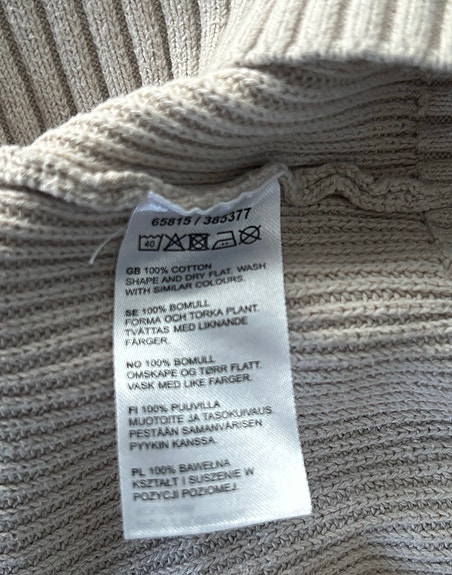 65815 / 385377
40
GB 100% COTTON
SHAPE AND DRY FLAT. WASH
WITH SIMILAR COLOURS.
SE 100% BOMULL
FORMA OCH TORKA PLANT.
TVÄTTAS MED LIKNANDE
FÄRGER.
NO 100% BOMULL
OMSKAPE OG TØRR FLATT.
VASK MED LIKE FARGER.
FI 100% PUUVILLA
MUOTOITE JA TASOKUIVAUS
PESTÄÄN SAMANVÄRISEN
PYYKIN KANSSA.
PL 100% BAWEŁNA
KSZTAŁT I SUSZENIE W
POZYCJI POZIOMEJ.